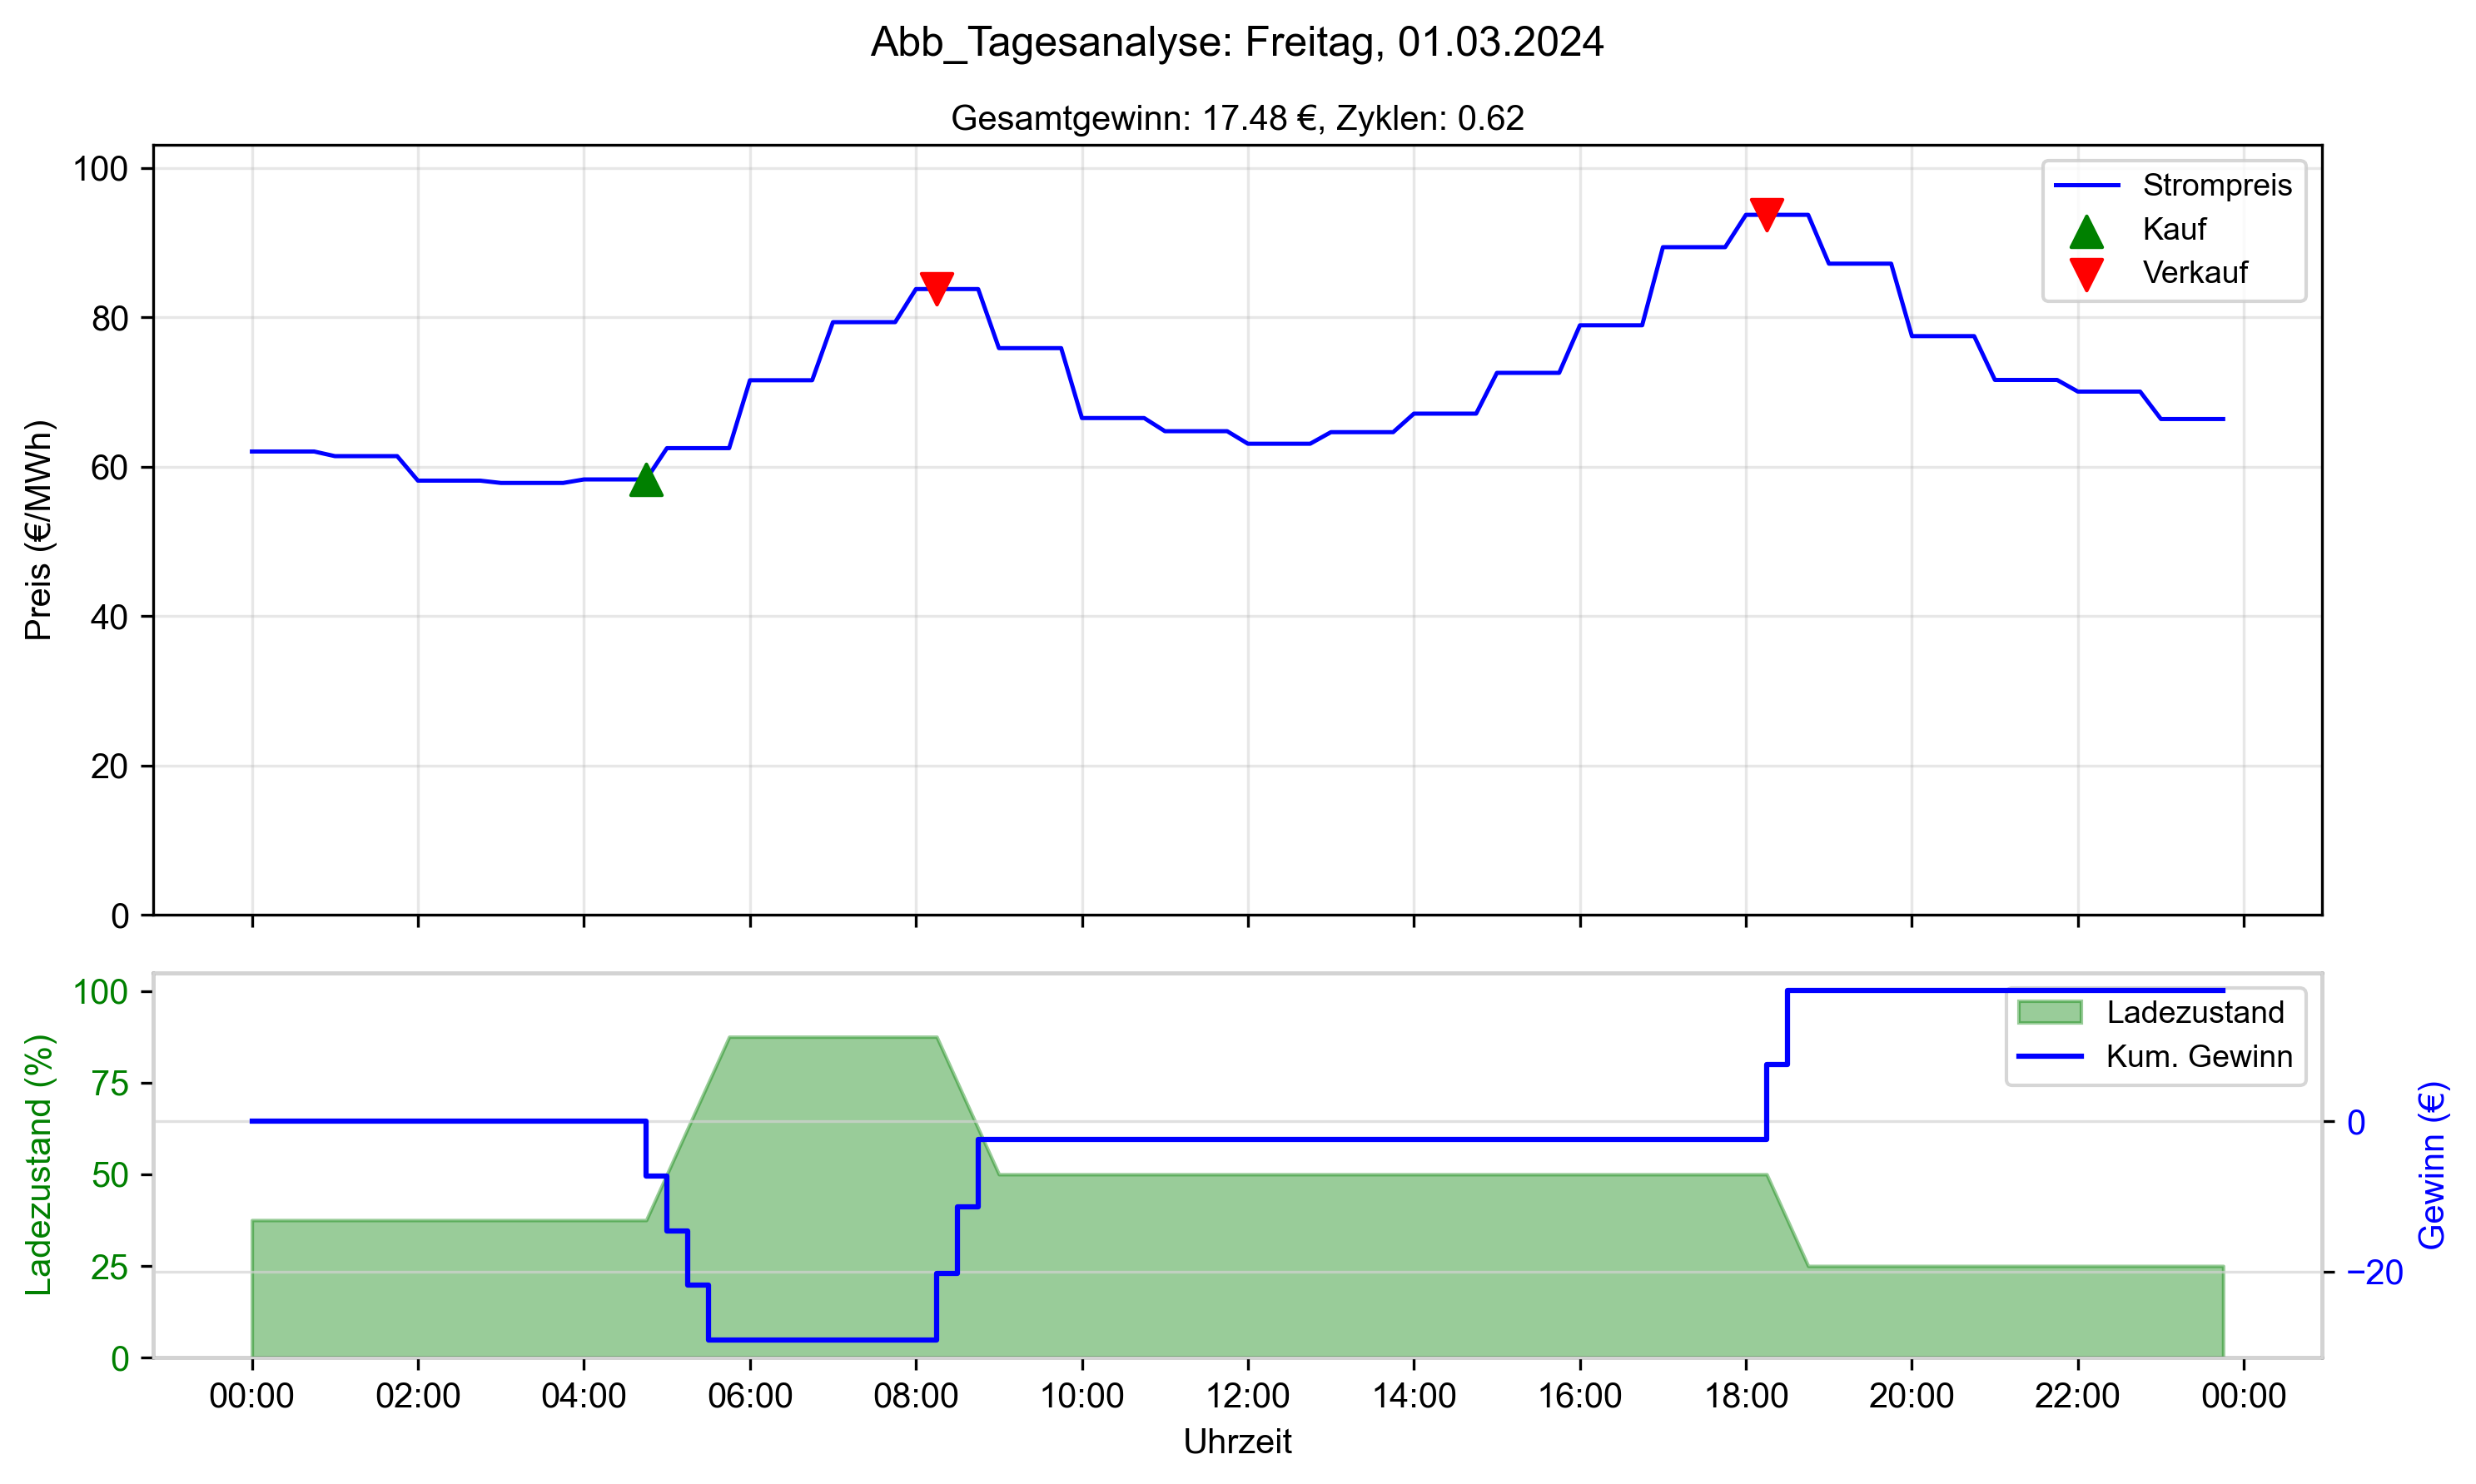 Abb_Tagesanalyse: Freitag, 01.03.2024
Gesamtgewinn: 17.48 €, Zyklen: 0.62
Preis (€/MWh)
100
80
60
40
20
0
Strompreis
Kauf
Verkauf
Ladezustand (%)
100
75
50
25
0
Ladezustand
Kum. Gewinn
0
−20
Gewinn (€)
00:00 02:00 04:00 06:00 08:00 10:00 12:00 14:00 16:00 18:00 20:00 22:00 00:00
Uhrzeit